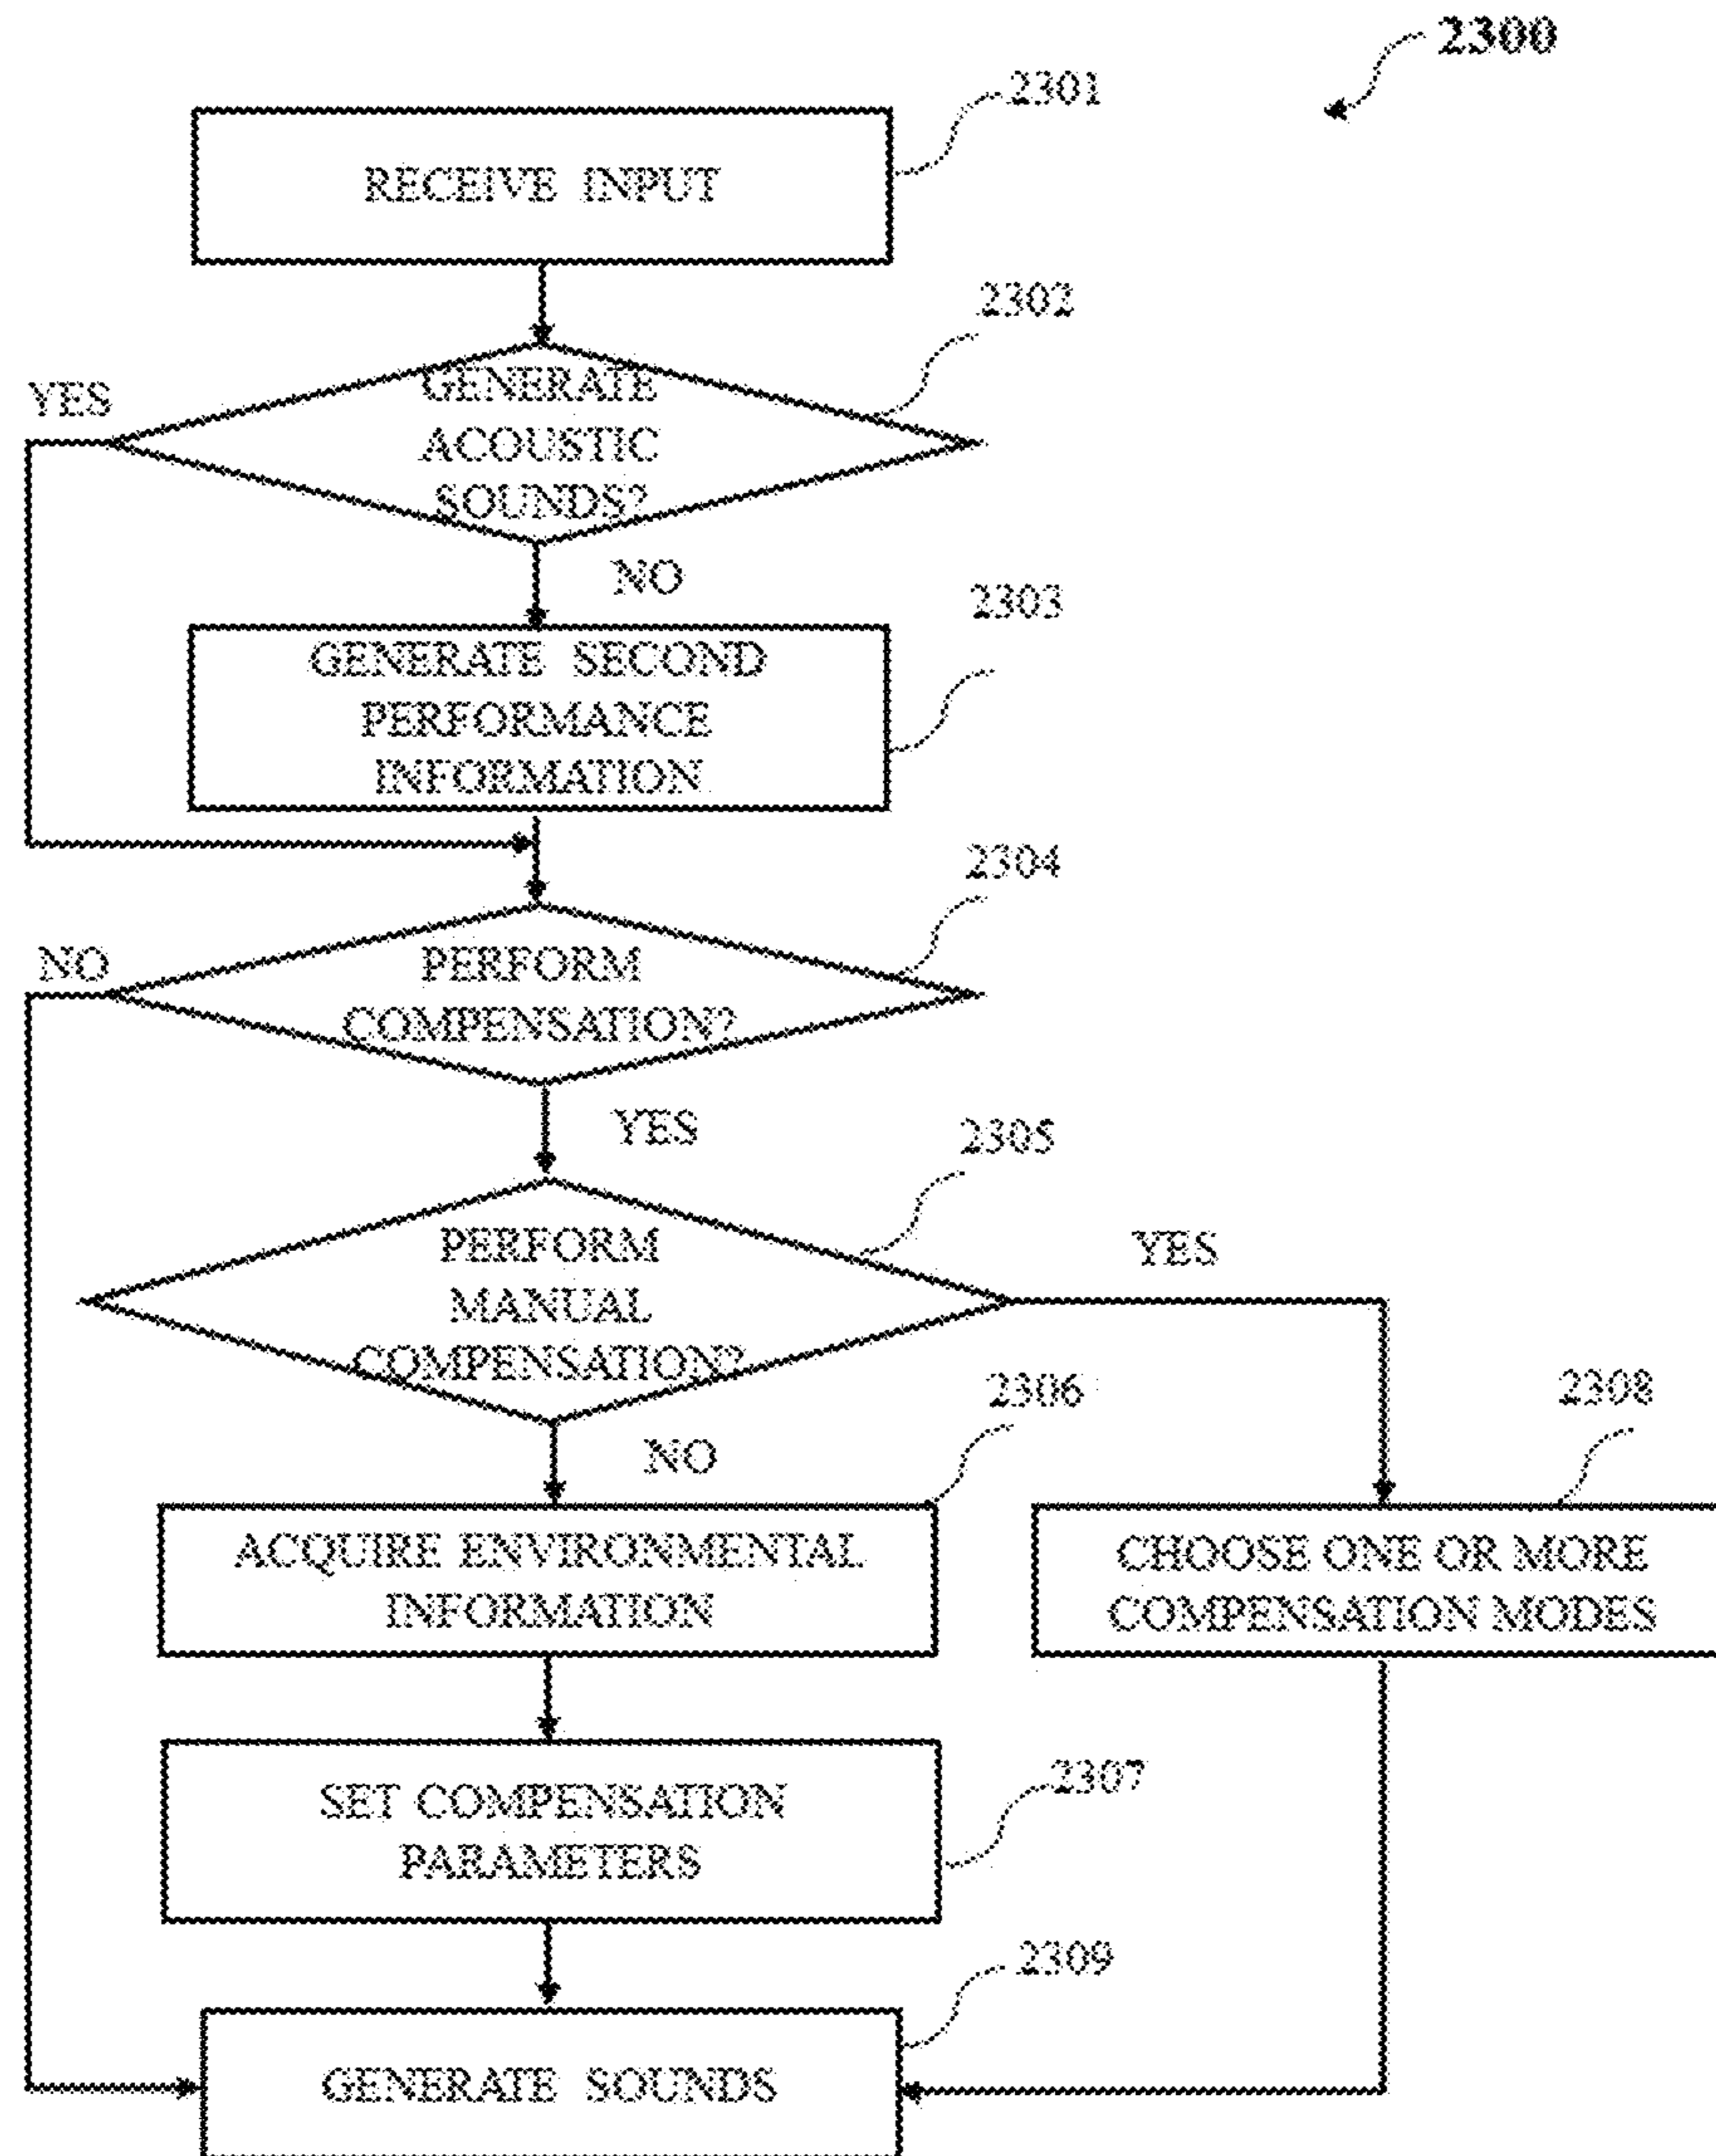 2300
2301
RECEIVE INPUT
2302
YES
GENERATE
ACOUSTIC
SOUNDS?
NO
2303
GENERATE SECOND
PERFORMANCE
INFORMATION
2304
NO
PERFORM
COMPENSATION?
YES
2305
PERFORM
MANUAL
COMPENSATION?
YES
NO
2306
2308
ACQUIRE ENVIRONMENTAL
INFORMATION
CHOOSE ONE OR MORE
COMPENSATION MODES
2307
SET COMPENSATION
PARAMETERS
2309
GENERATE SOUNDS